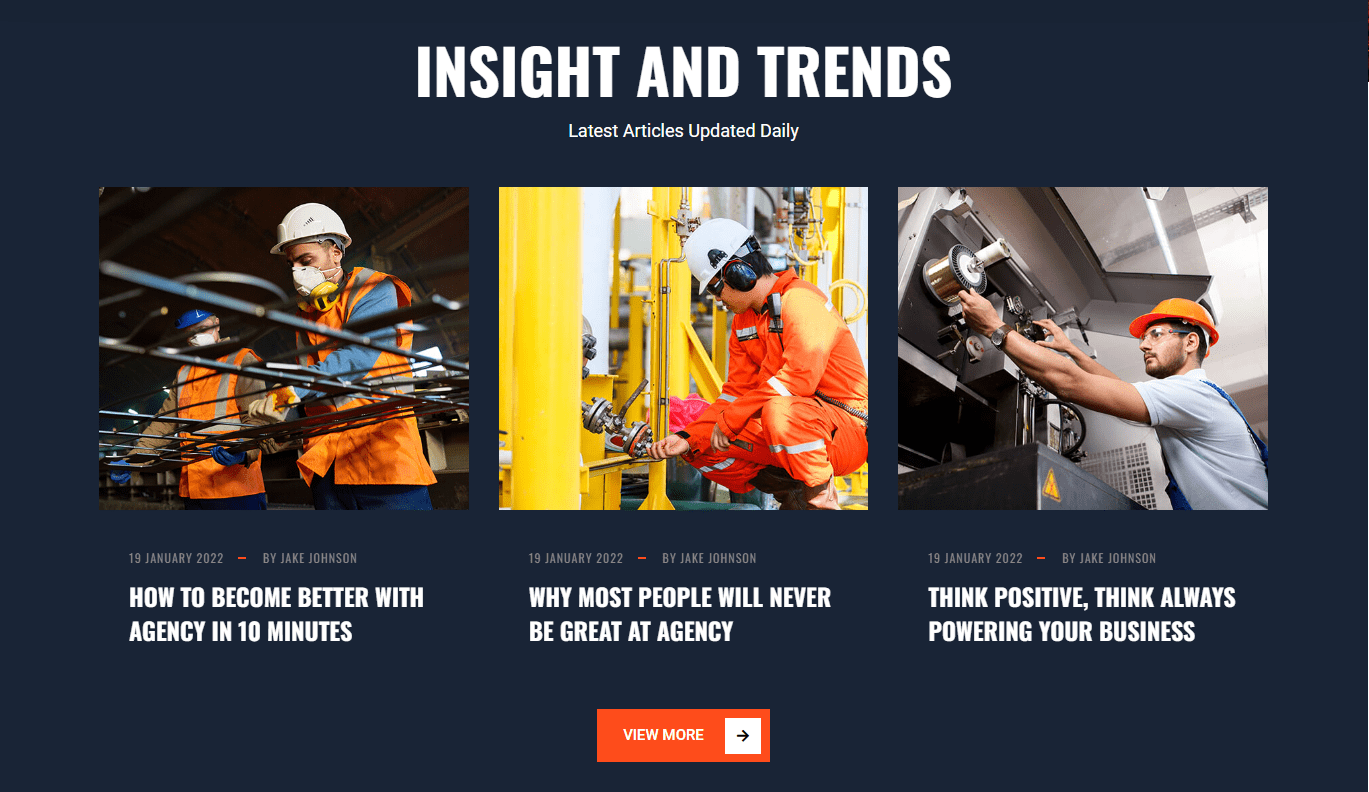 INSIGHT AND TRENDS
Latest Articles Updated Daily
19 JANUARY 2022 – BY JAKE JOHNSON
HOW TO BECOME BETTER WITH
AGENCY IN 10 MINUTES
19 JANUARY 2022 – BY JAKE JOHNSON
WHY MOST PEOPLE WILL NEVER
BE GREAT AT AGENCY
19 JANUARY 2022 – BY JAKE JOHNSON
THINK POSITIVE, THINK ALWAYS
POWERING YOUR BUSINESS
VIEW MORE →